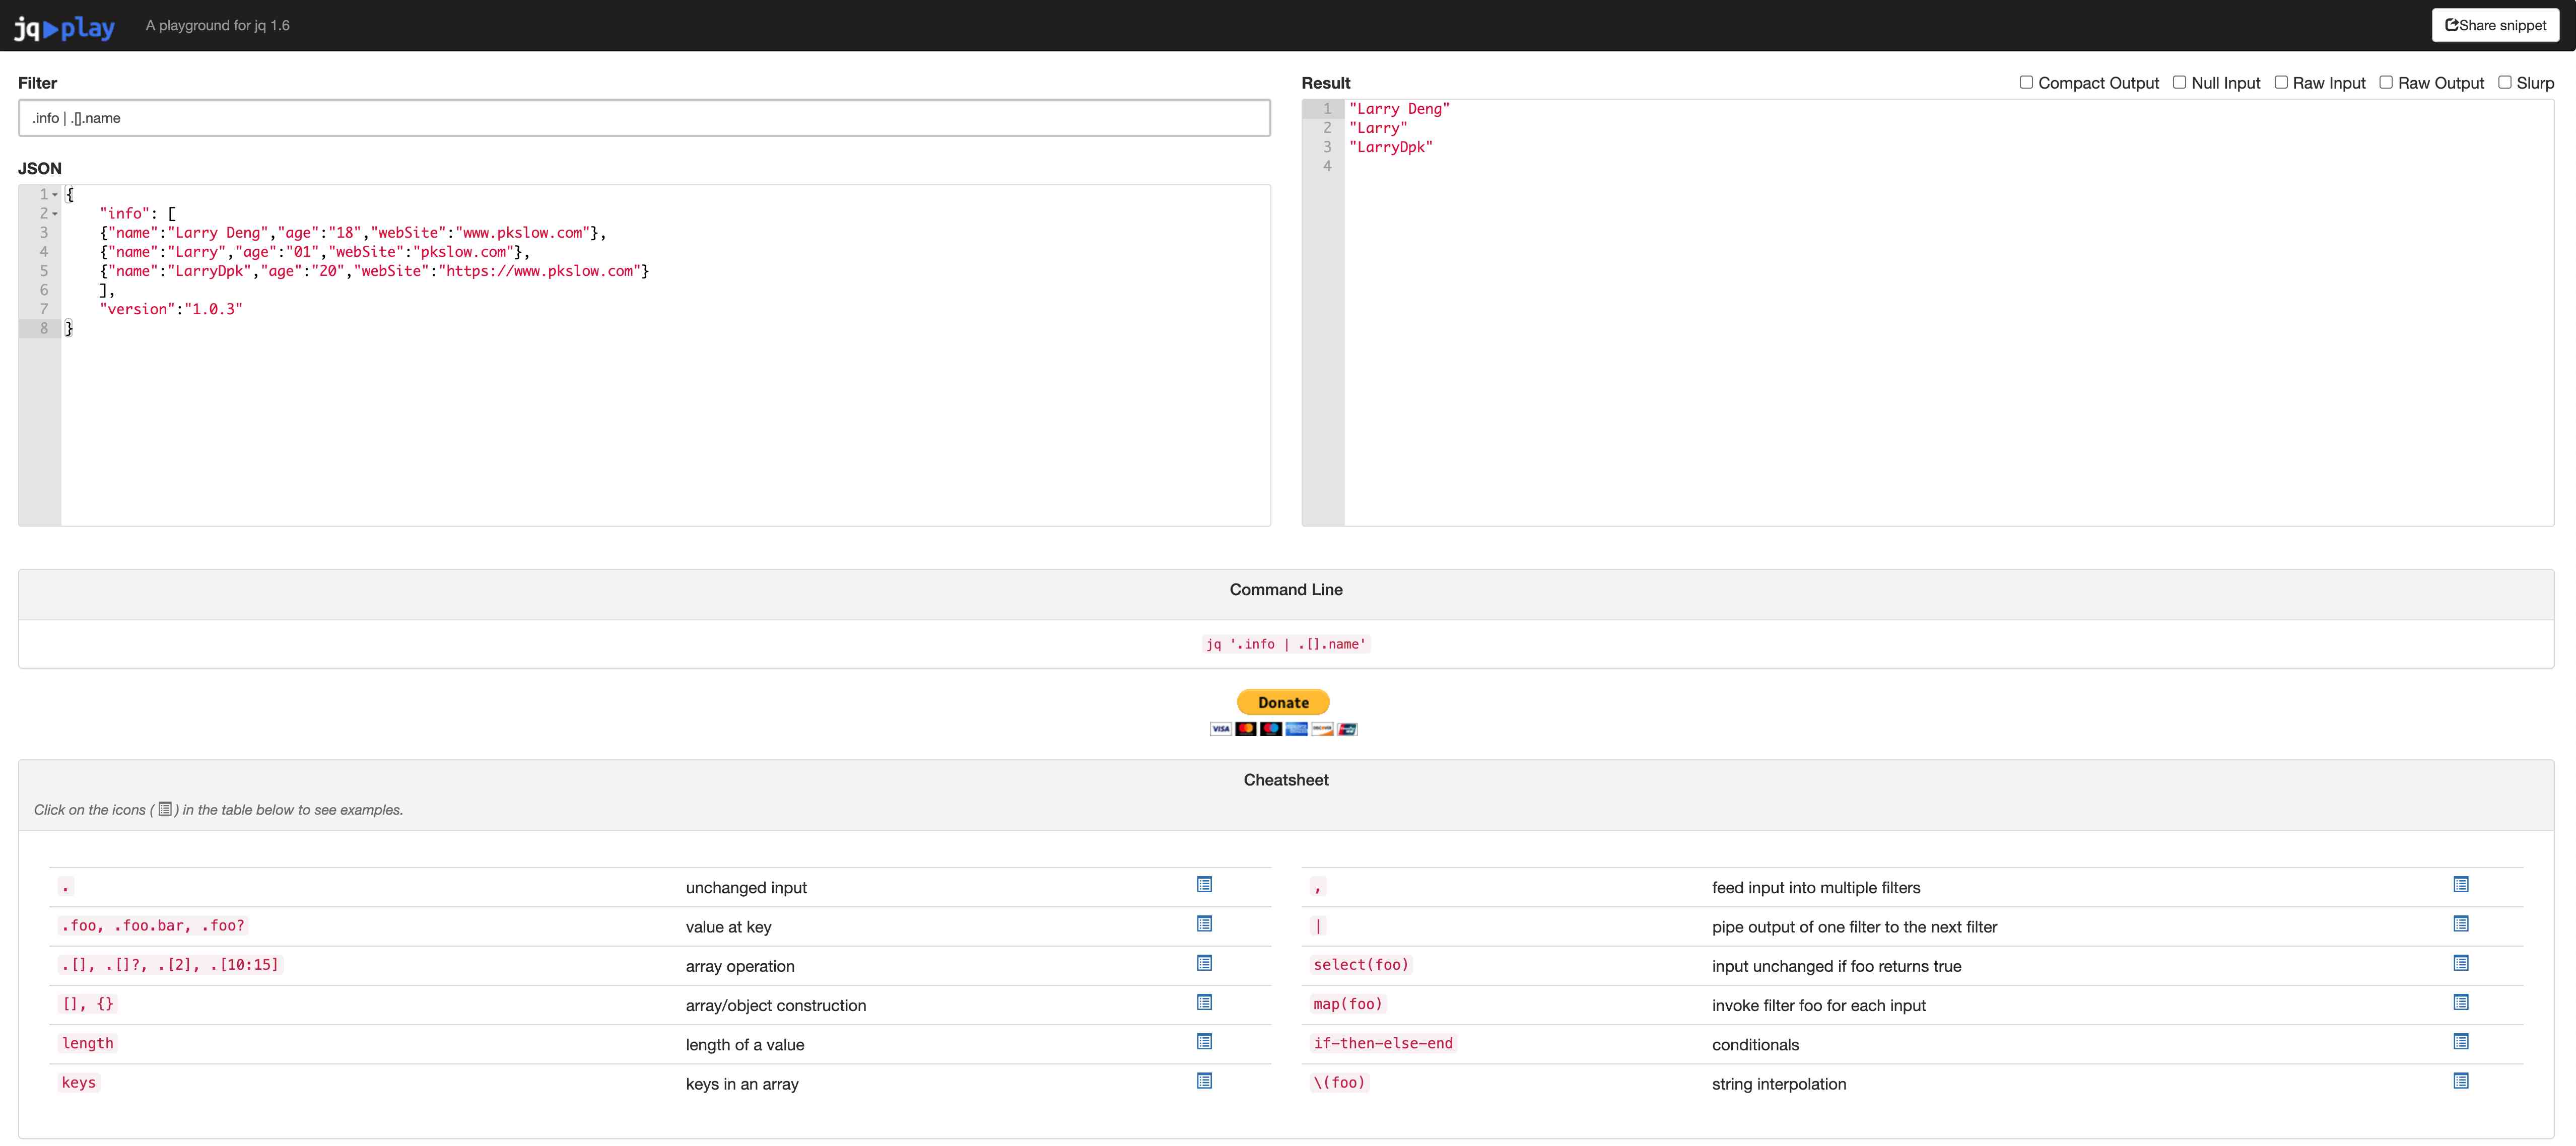 jq play
A playground for jq 1.6
Share snippet
Filter
.info | .[].name
JSON
1 {
2     "info": [
3     {"name":"Larry Deng","age":"18","webSite":"www.pkslow.com"},
4     {"name":"Larry","age":"01","webSite":"pkslow.com"},
5     {"name":"LarryDpk","age":"20","webSite":"https://www.pkslow.com"}
6     ],
7     "version":"1.0.3"
8 }
Result
Compact Output Null Input Raw Input Raw Output Slurp
1 "Larry Deng"
2 "Larry"
3 "LarryDpk"
4
Command Line
jq '.info | .[].name'
Donate
VISA DISCOVER
Cheatsheet
Click on the icons ( ) in the table below to see examples.
. unchanged input
.foo, .foo.bar, .foo? value at key
.[], .[]?, .[2], .[10:15] array operation
[], {} array/object construction
length length of a value
keys keys in an array
, feed input into multiple filters
| pipe output of one filter to the next filter
select(foo) input unchanged if foo returns true
map(foo) invoke filter foo for each input
if-then-else-end conditionals
\(foo) string interpolation